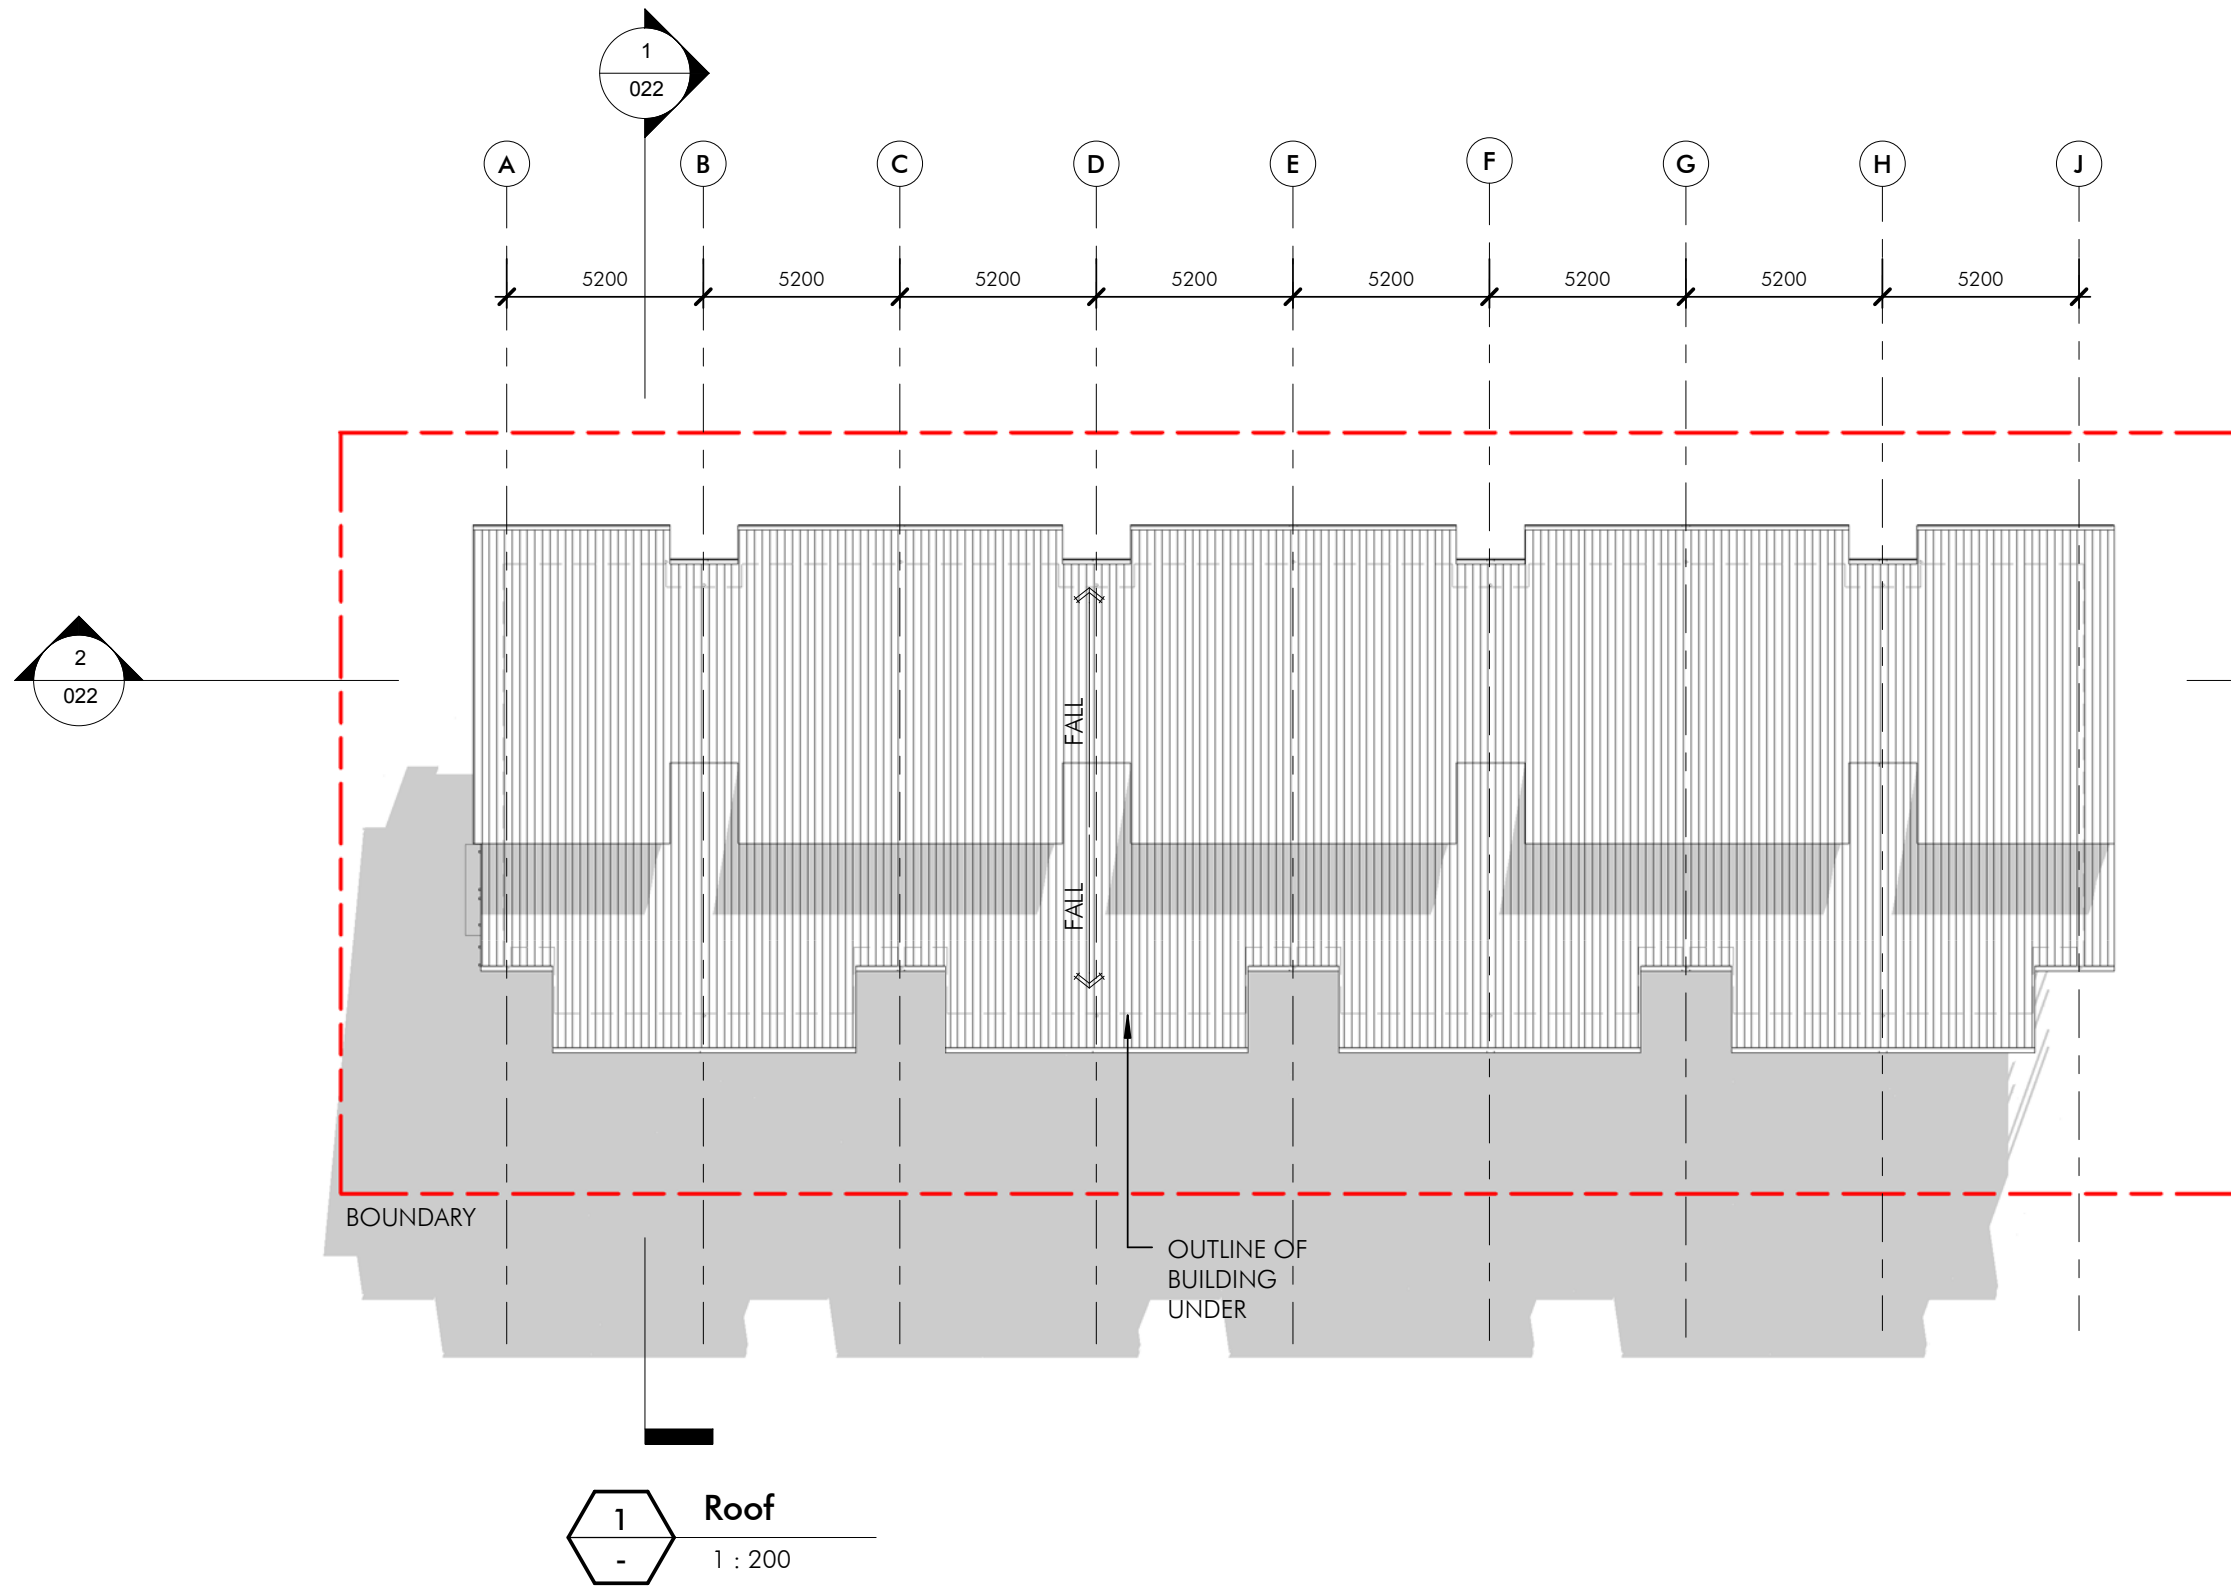 1
022
A B C D E F G H J
5200 5200 5200 5200 5200 5200 5200 5200
2
022
FALL
FALL
BOUNDARY
OUTLINE OF
BUILDING
UNDER
1
-
Roof
1 : 200